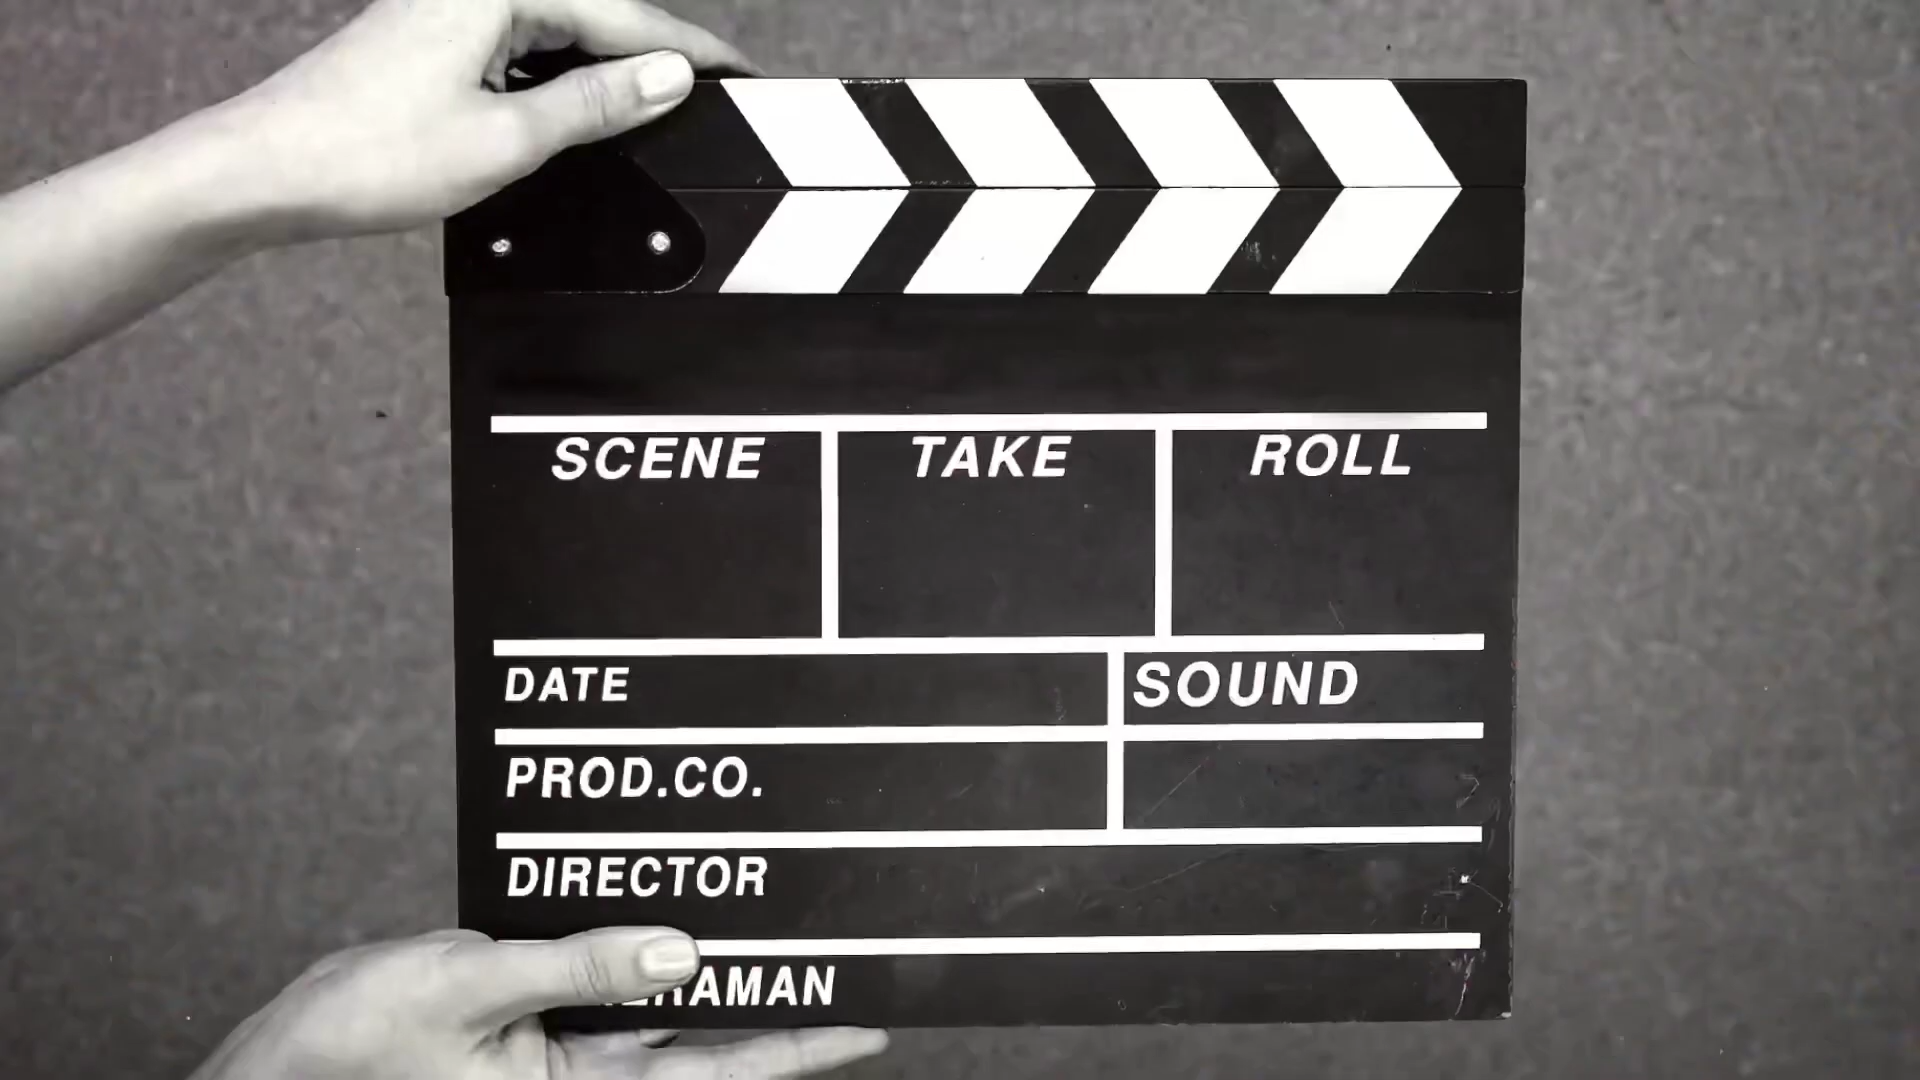 SCENE TAKE ROLL
DATE SOUND
PROD.CO.
DIRECTOR